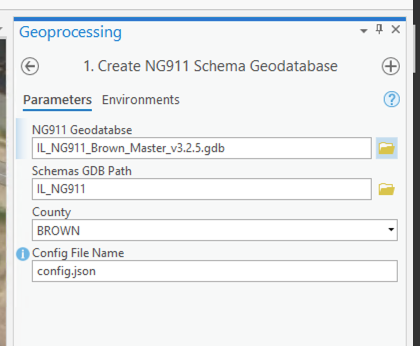 Geoprocessing
1. Create NG911 Schema Geodatabase
Parameters Environments
NG911 Geodatabse
IL_NG911_Brown_Master_v3.2.5.gdb
Schemas GDB Path
IL_NG911
County
BROWN
Config File Name
config.json